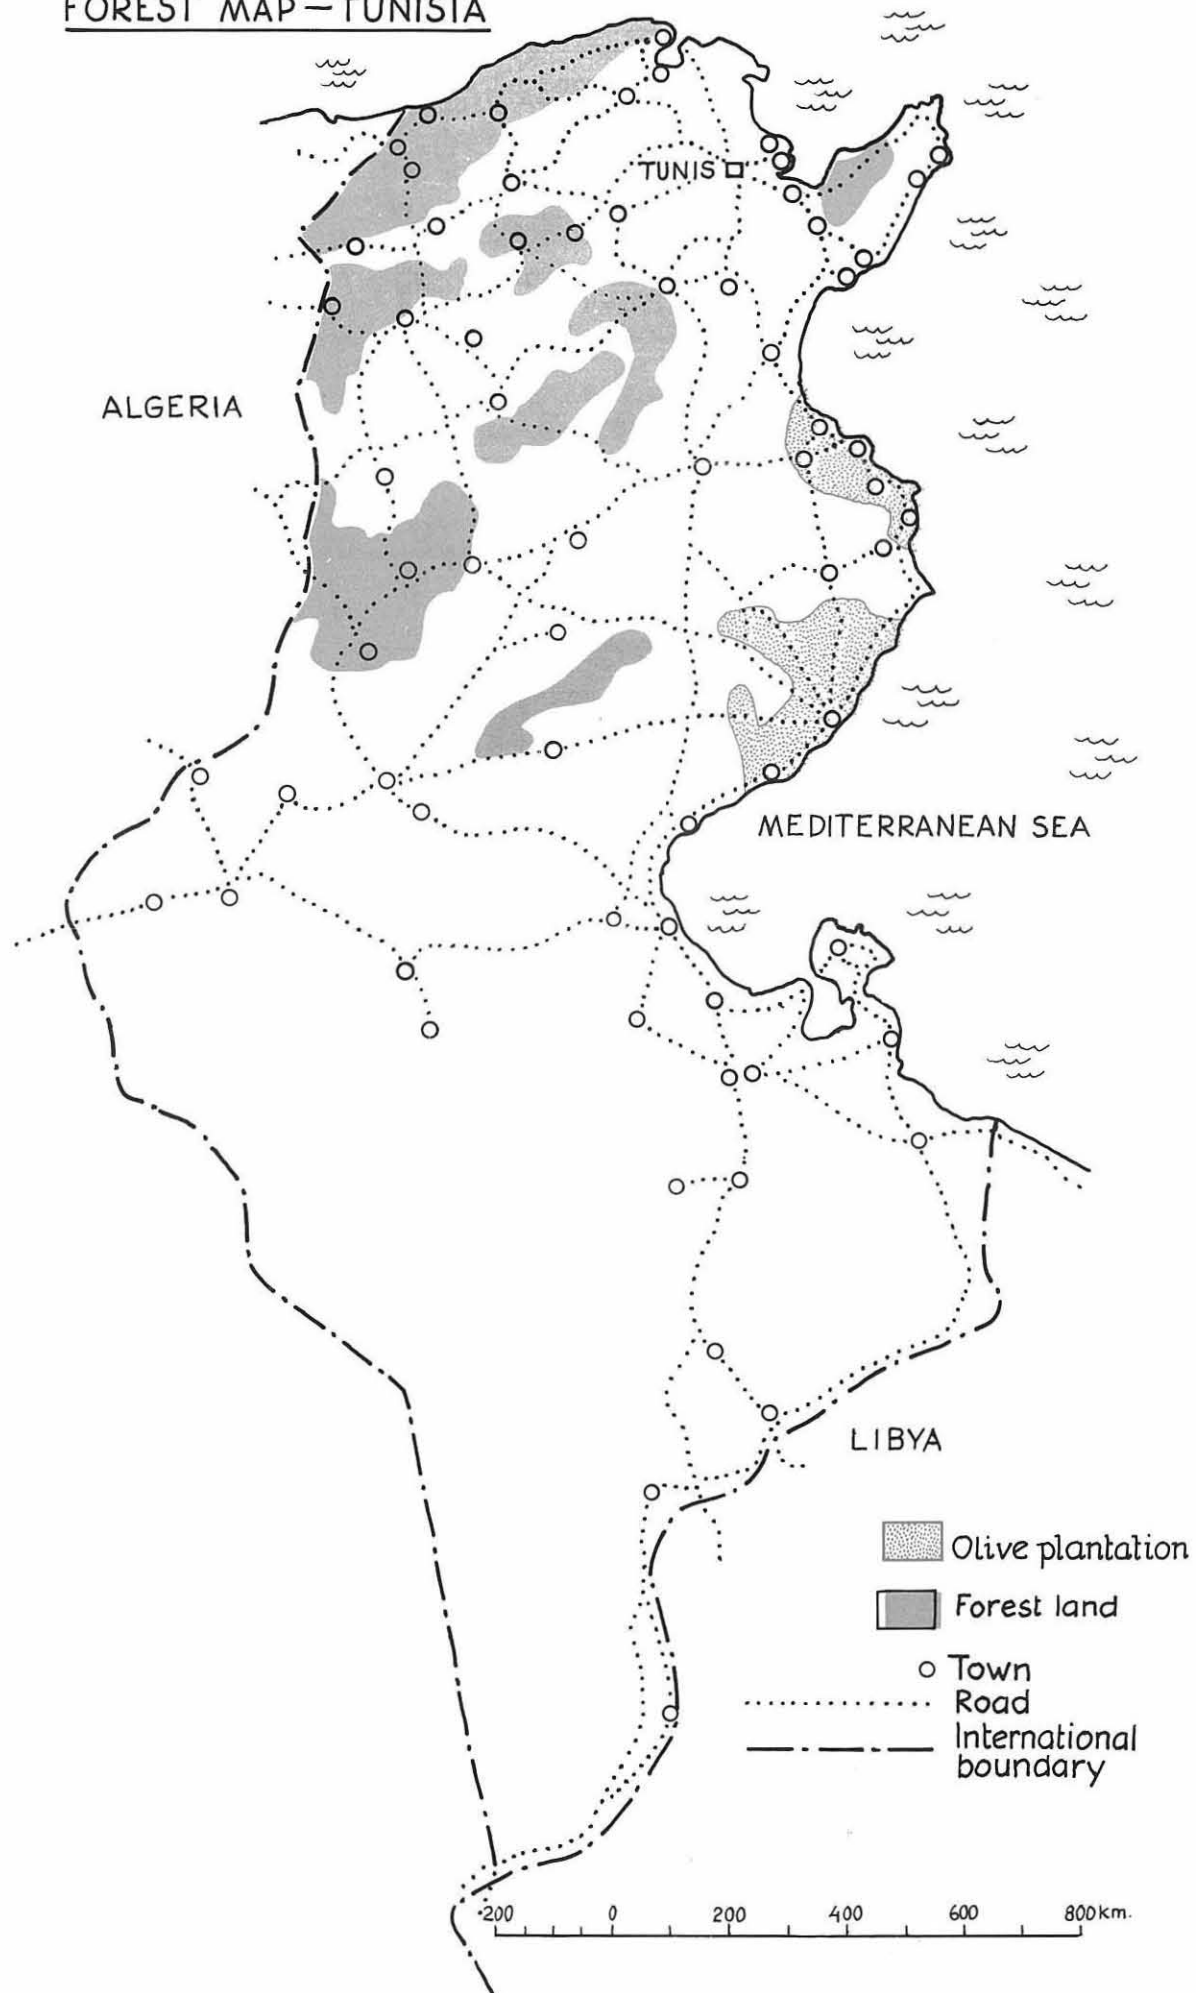 FOREST MAP — TUNISIA
TUNIS
ALGERIA
MEDITERRANEAN SEA
LIBYA
Olive plantation
Forest land
Town
Road
International
boundary
200 0 200 400 600 800 km.